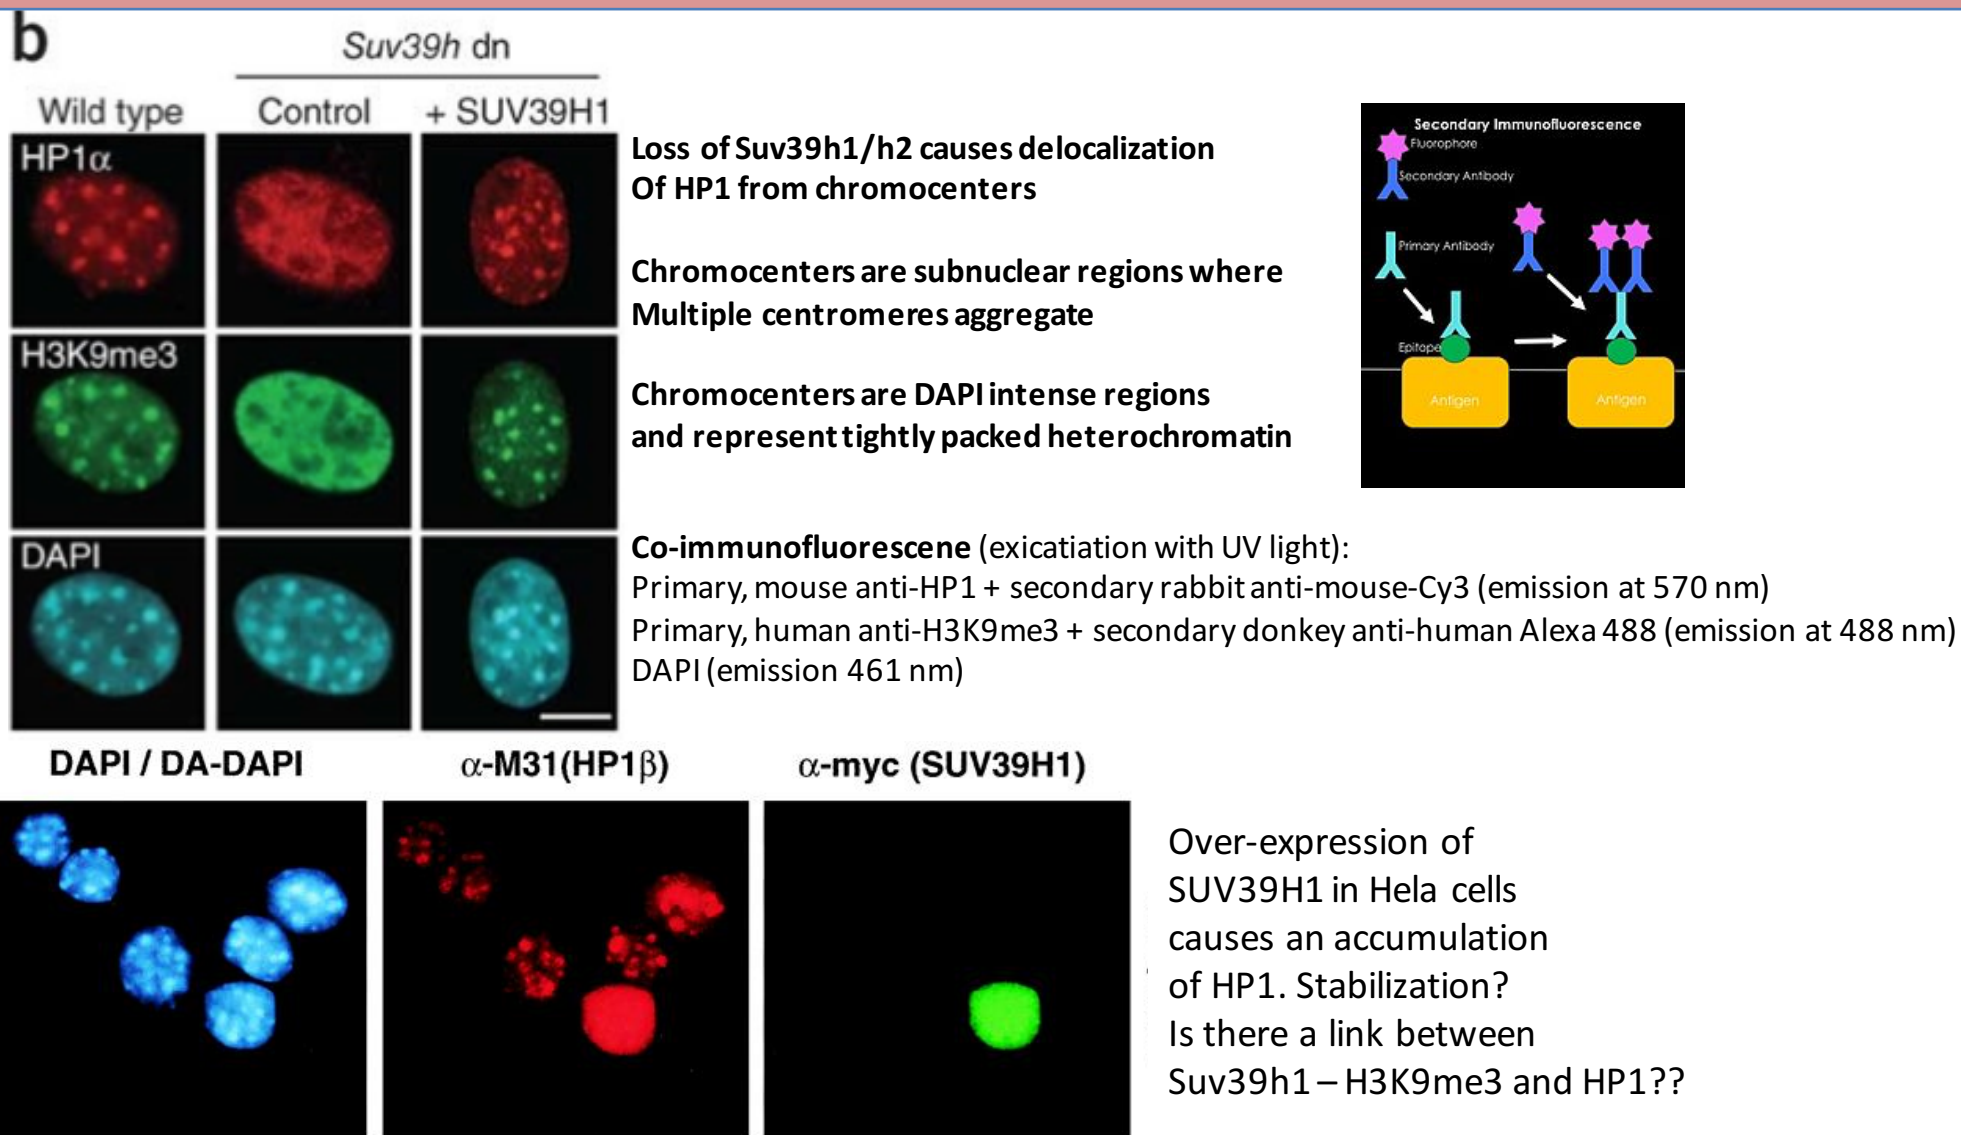 b
Suv39h dn
Wild type
Control
+ SUV39H1
HP1α
H3K9me3
DAPI
Loss of Suv39h1/h2 causes delocalization
Of HP1 from chromocenters
Chromocenters are subnuclear regions where
Multiple centromeres aggregate
Chromocenters are DAPI intense regions
and represent tightly packed heterochromatin
Secondary Immunofluorescence
Fluorophore
Secondary Antibody
Primary Antibody
Epitope
Antigen
Antigen
Co-immunofluorescene (exicatiation with UV light):
Primary, mouse anti-HP1 + secondary rabbit anti-mouse-Cy3 (emission at 570 nm)
Primary, human anti-H3K9me3 + secondary donkey anti-human Alexa 488 (emission at 488 nm)
DAPI (emission 461 nm)
DAPI / DA-DAPI
α-M31(HP1β)
α-myc (SUV39H1)
Over-expression of
SUV39H1 in Hela cells
causes an accumulation
of HP1. Stabilization?
Is there a link between
Suv39h1 – H3K9me3 and HP1??